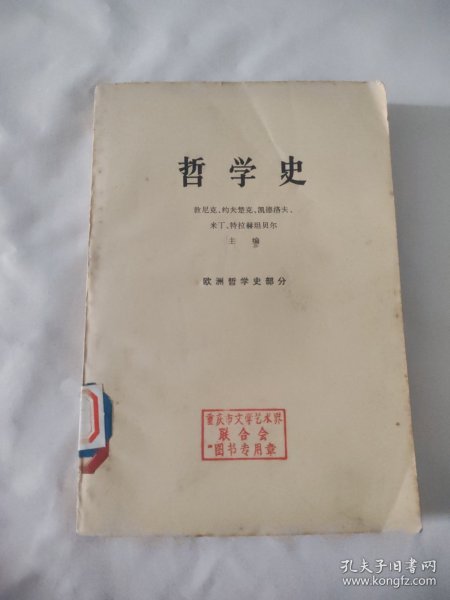 哲学史
敦尼克、约夫楚克、凯德洛夫、
米丁、特拉赫坦贝尔
主编
欧洲哲学史部分
重庆市文学艺术界
联合会
图书专用章
孔夫子旧书网
www.kongfz.com